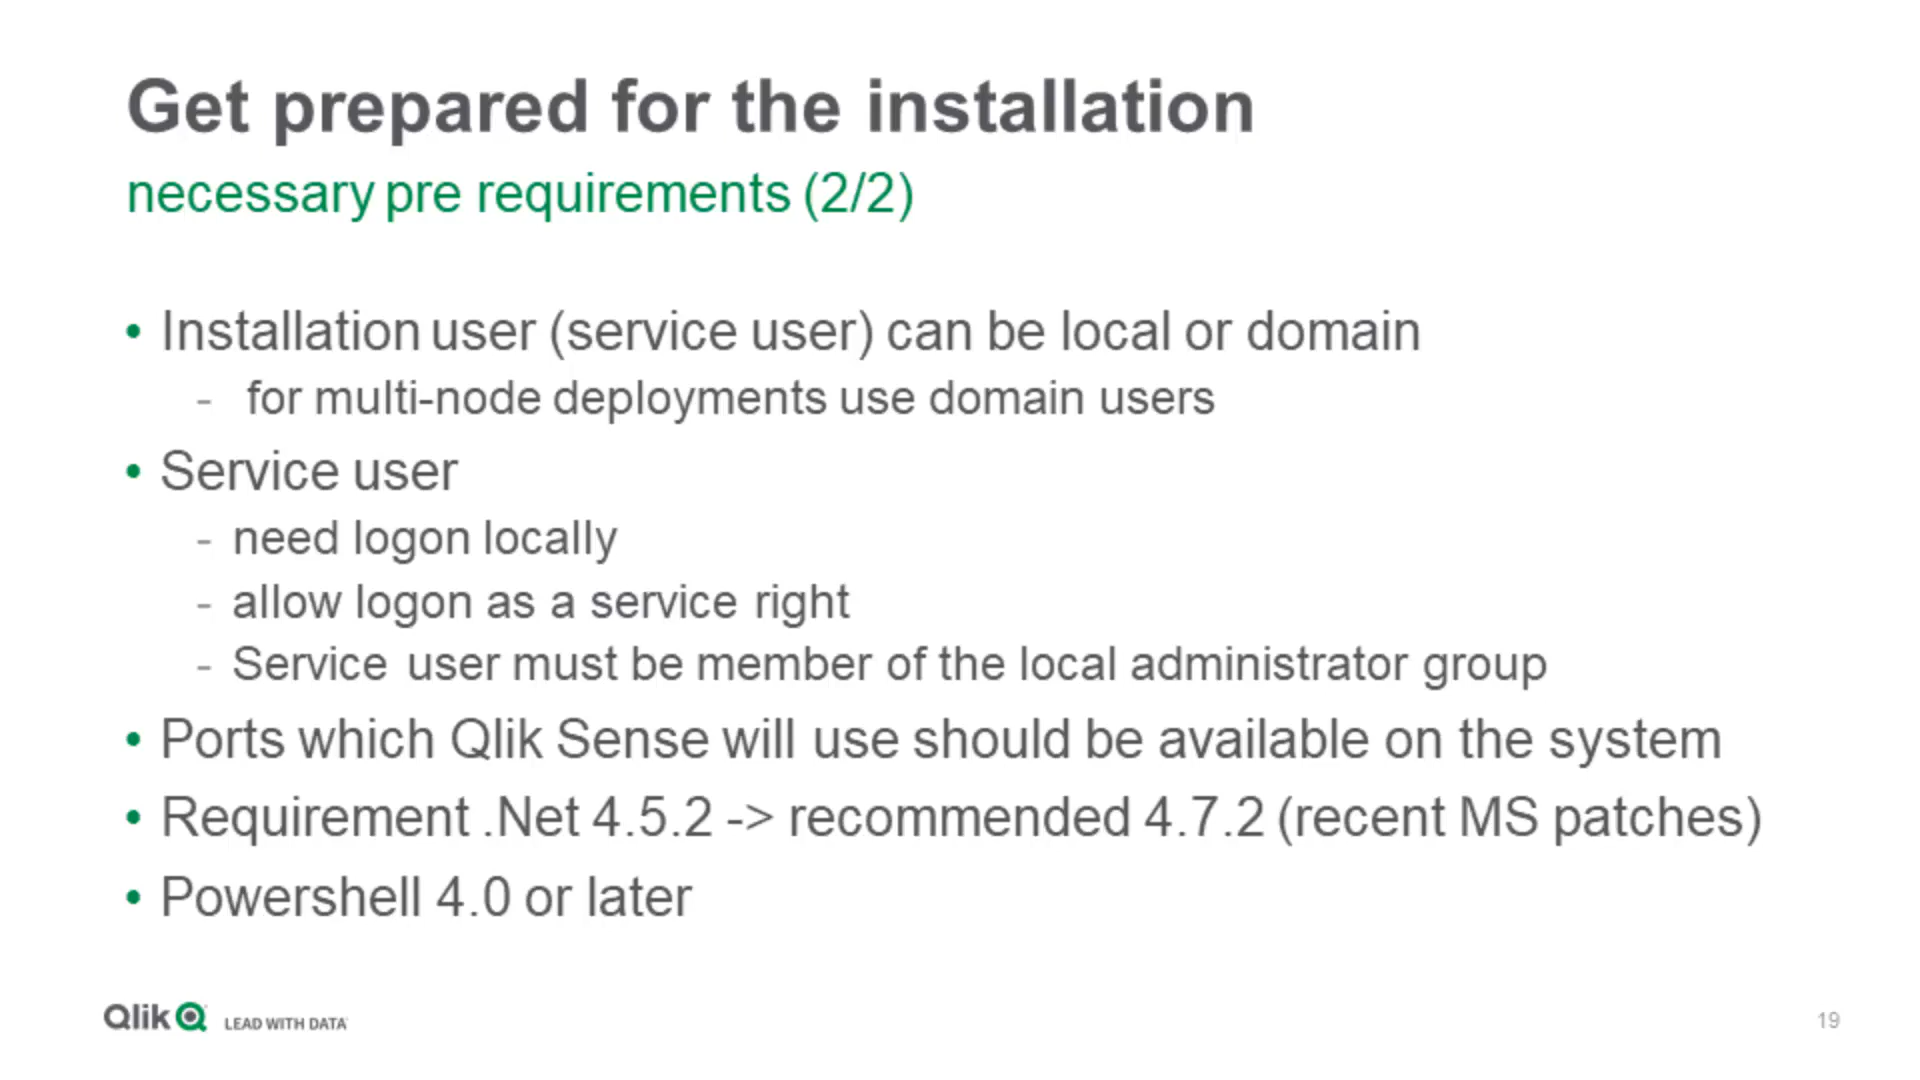 Get prepared for the installation
necessary pre requirements (2/2)
• Installation user (service user) can be local or domain
- for multi-node deployments use domain users
• Service user
- need logon locally
- allow logon as a service right
- Service user must be member of the local administrator group
• Ports which Qlik Sense will use should be available on the system
• Requirement .Net 4.5.2 -> recommended 4.7.2 (recent MS patches)
• Powershell 4.0 or later
Qlik LEAD WITH DATA
19